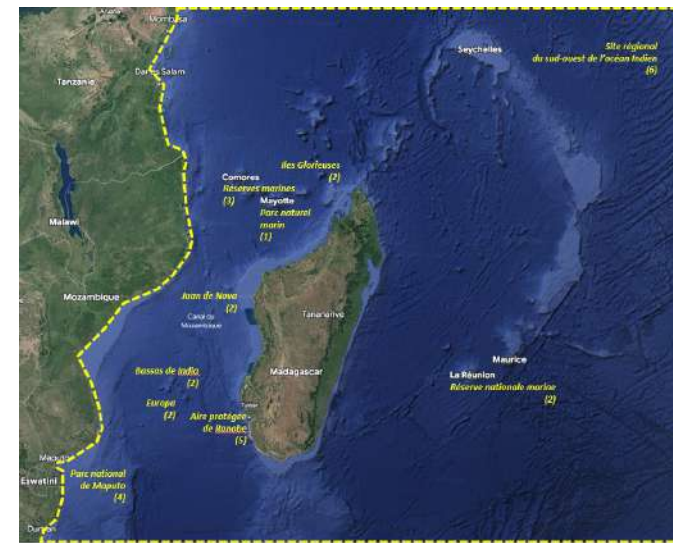 Mombasa
Seychelles
Site régional
du sud-ouest de l'océan Indien
(6)
Dar es Salam
Tanzanie
Iles Glorieuses
(2)
Comores
Réserves marines
(3)
Mayotte
Parc naturel
marin
(1)
Malawi
Mozambique
Juan de Nova
(2)
Canal du
Mozambique
Tananarive
Maurice
Bassas de India
(2)
Madagascar
La Réunion
Réserve nationale marine
(2)
Europa
(2)
Aire protégée
de Ranobe
(5)
Maputo
Eswatini
Parc national
de Maputo
(4)